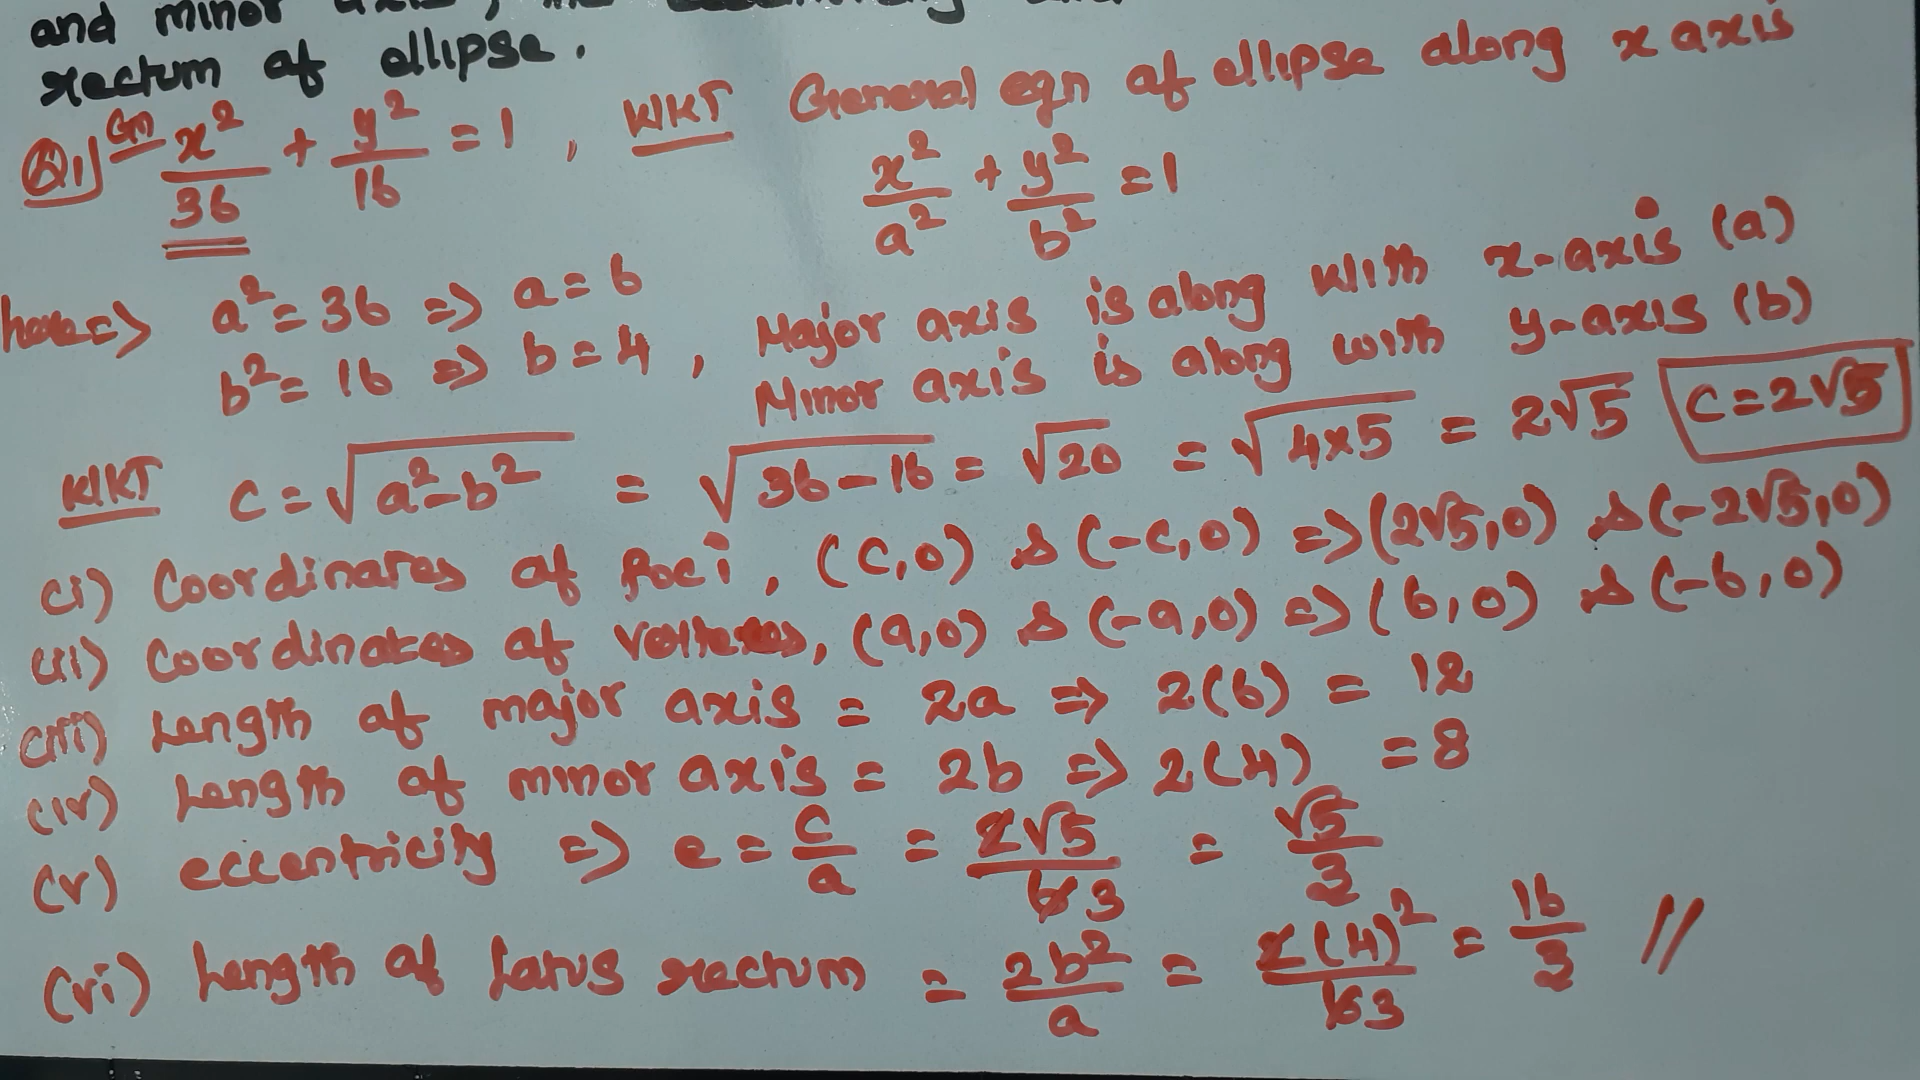 and minor
rectum of ellipse.
Q1) Gn x²/36 + y²/16 = 1, WKT General eqn of ellipse along x axis
x²/a² + y²/b² = 1
here => a² = 36 => a = 6
b² = 16 => b = 4, Major axis is along with x-axis (a)
Minor axis is along with y-axis (b)
WKT c = √(a²-b²) = √(36-16) = √20 = √(4×5) = 2√5 c = 2√5
(i) Coordinates of foci, (c,0) & (-c,0) => (2√5,0) & (-2√5,0)
(ii) Coordinates of vertexes, (a,0) & (-a,0) => (6,0) & (-6,0)
(iii) Length of major axis = 2a => 2(6) = 12
(iv) Length of minor axis = 2b => 2(4) = 8
(v) eccentricity => e = c/a = 2√5/6 3 = √5/3
(vi) Length of Latus rectum = 2b²/a = 2(4)²/6 3 = 16/3 //